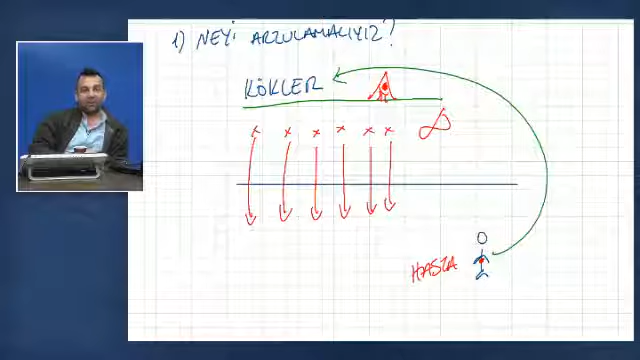 1) NEYİ ARZULAMALIYIZ?
KÖKLER
∞
HASTA